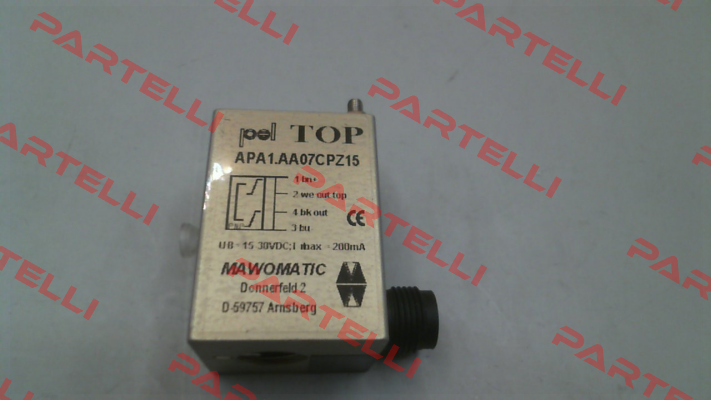 pel TOP
APA1.AA07CPZ15
1 bn+
2 we out top
4 bk out
3 bu
UB = 15-30VDC; I max = 200mA
MAWOMATIC
Donnerfeld 2
D-59757 Arnsberg
CE
PARTELLI
PARTELLI
PARTELLI
PARTELLI
PARTELLI
PARTELLI
PARTELLI
PARTELLI